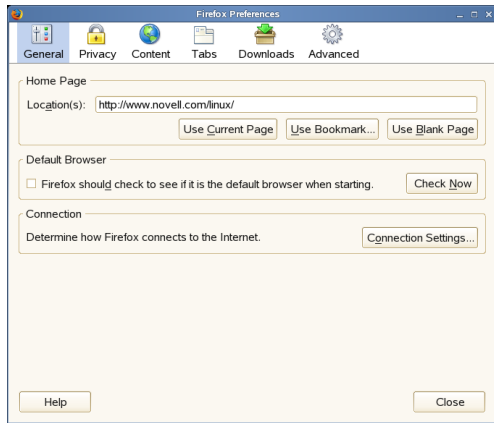 Firefox Preferences
General Privacy Content Tabs Downloads Advanced
Home Page
Location(s): http://www.novell.com/linux/
Use Current Page Use Bookmark... Use Blank Page
Default Browser
Firefox should check to see if it is the default browser when starting. Check Now
Connection
Determine how Firefox connects to the Internet. Connection Settings...
Help Close